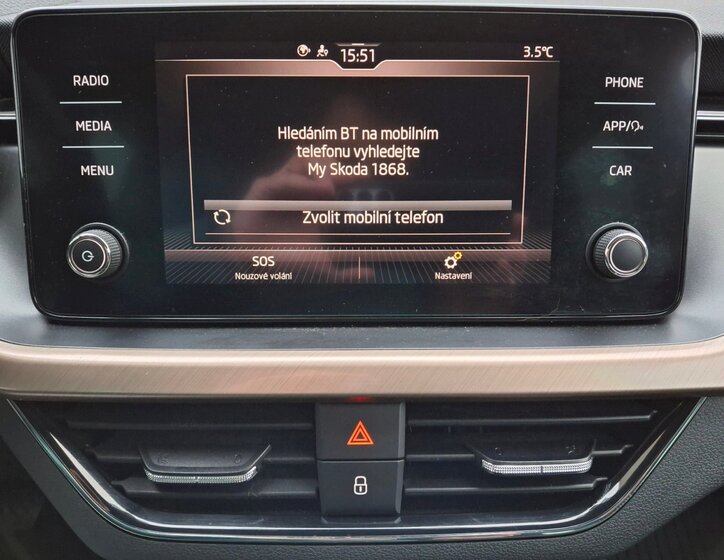 15:51
3.5°C
RADIO
MEDIA
MENU
Hledáním BT na mobilním
telefonu vyhledejte
My Skoda 1868.
Zvolit mobilní telefon
SOS
Nouzové volání
Nastavení
PHONE
APP/
CAR